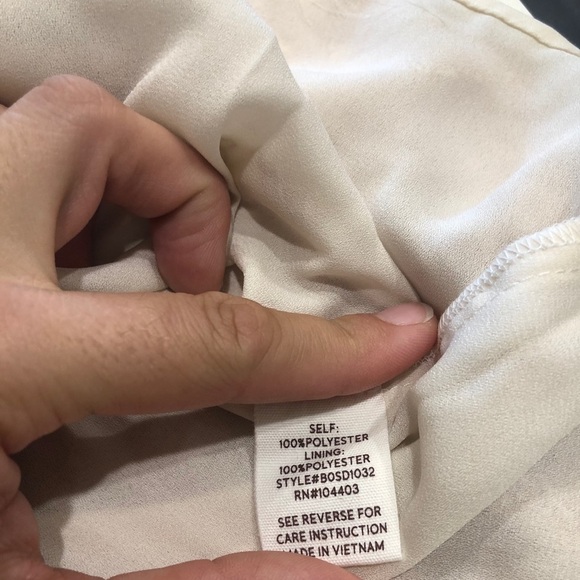 SELF:
100%POLYESTER
LINING:
100%POLYESTER
STYLE#BOSD1032
RN#104403
SEE REVERSE FOR
CARE INSTRUCTION
MADE IN VIETNAM